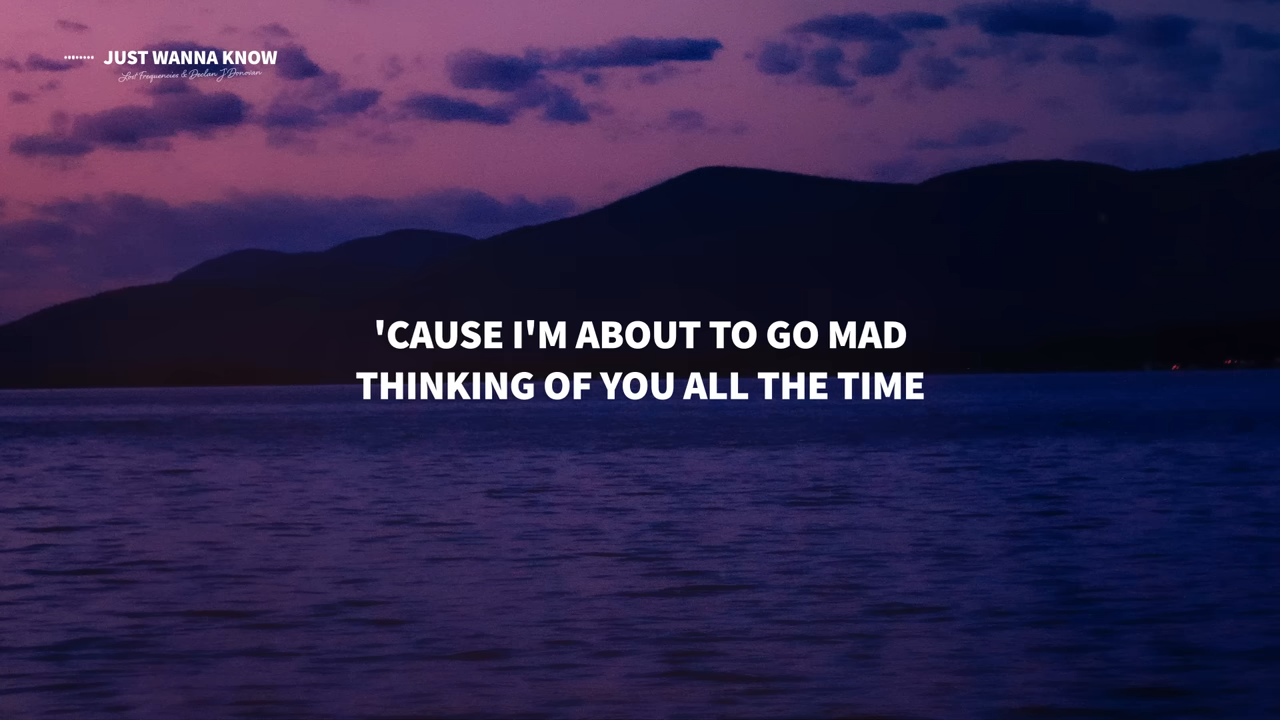 JUST WANNA KNOW
Lost Frequencies & Declan J Donovan
'CAUSE I'M ABOUT TO GO MAD
THINKING OF YOU ALL THE TIME